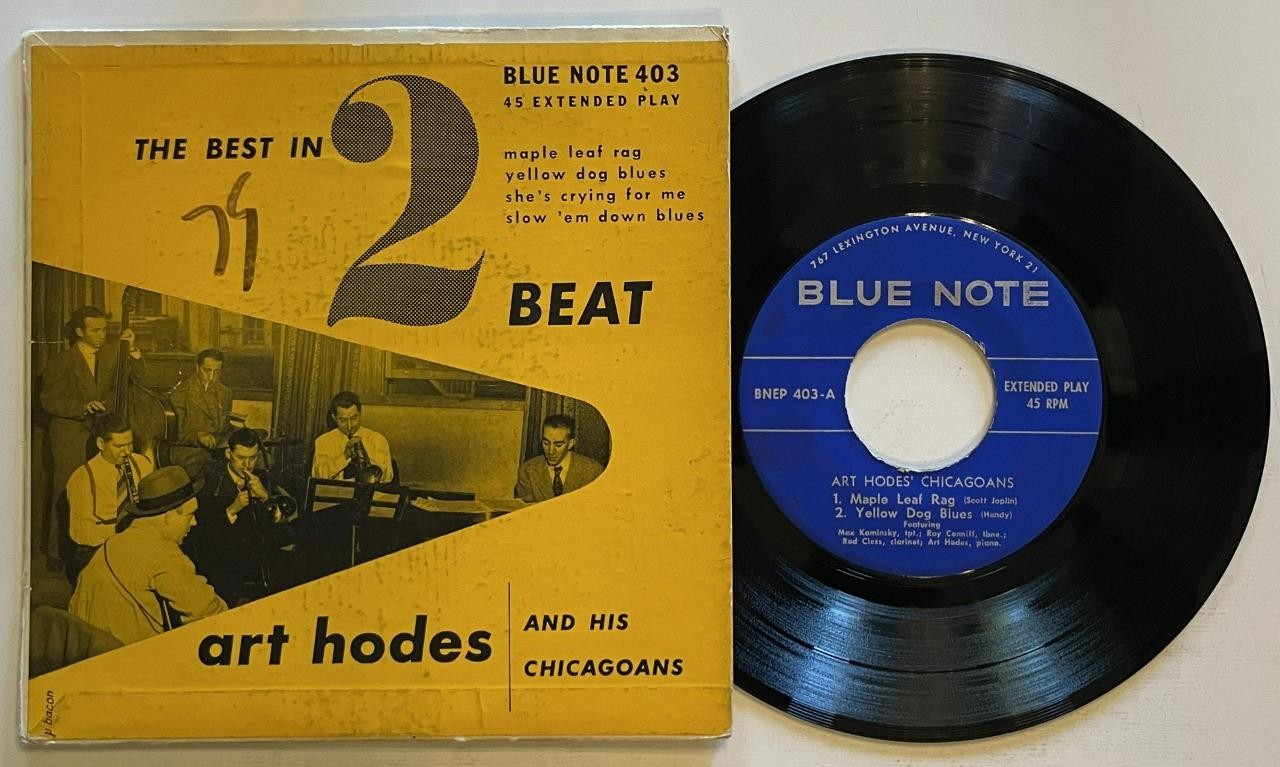 BLUE NOTE 403
45 EXTENDED PLAY
THE BEST IN 2 BEAT
maple leaf rag
yellow dog blues
she's crying for me
slow 'em down blues
art hodes
AND HIS
CHICAGOANS
p. bacon
767 LEXINGTON AVENUE, NEW YORK 21
BLUE NOTE
BNEP 403-A
EXTENDED PLAY
45 RPM
ART HODES' CHICAGOANS
1. Maple Leaf Rag (Scott Joplin)
2. Yellow Dog Blues (Handy)
Featuring
Max Kaminsky, tpt.; Ray Conniff, tbne.;
Rod Cless, clarinet; Art Hodes, piano.